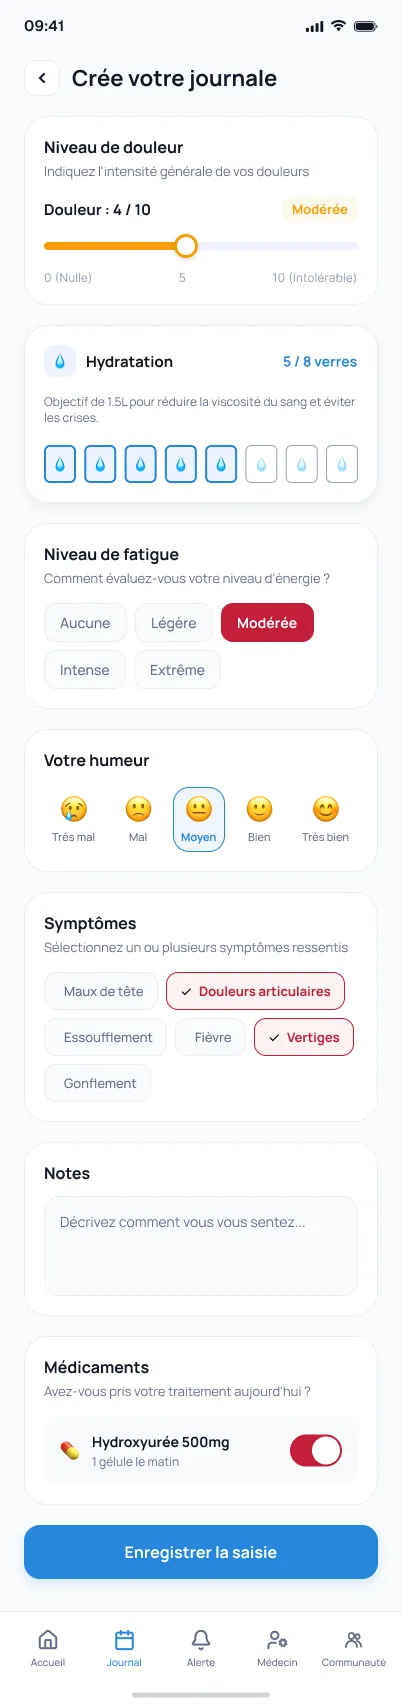 09:41
Crée votre journale
Niveau de douleur
Indiquez l'intensité générale de vos douleurs
Douleur : 4 / 10
Modérée
0 (Nulle)
5
10 (Intolérable)
Hydratation
5 / 8 verres
Objectif de 1.5L pour réduire la viscosité du sang et éviter
les crises.
Niveau de fatigue
Comment évaluez-vous votre niveau d'énergie ?
Aucune
Légère
Modérée
Intense
Extrême
Votre humeur
Très mal
Mal
Moyen
Bien
Très bien
Symptômes
Sélectionnez un ou plusieurs symptômes ressentis
Maux de tête
Douleurs articulaires
Essoufflement
Fièvre
Vertiges
Gonflement
Notes
Décrivez comment vous vous sentez...
Médicaments
Avez-vous pris votre traitement aujourd'hui ?
Hydroxyurée 500mg
1 gélule le matin
Enregistrer la saisie
Accueil
Journal
Alerte
Médecin
Communauté